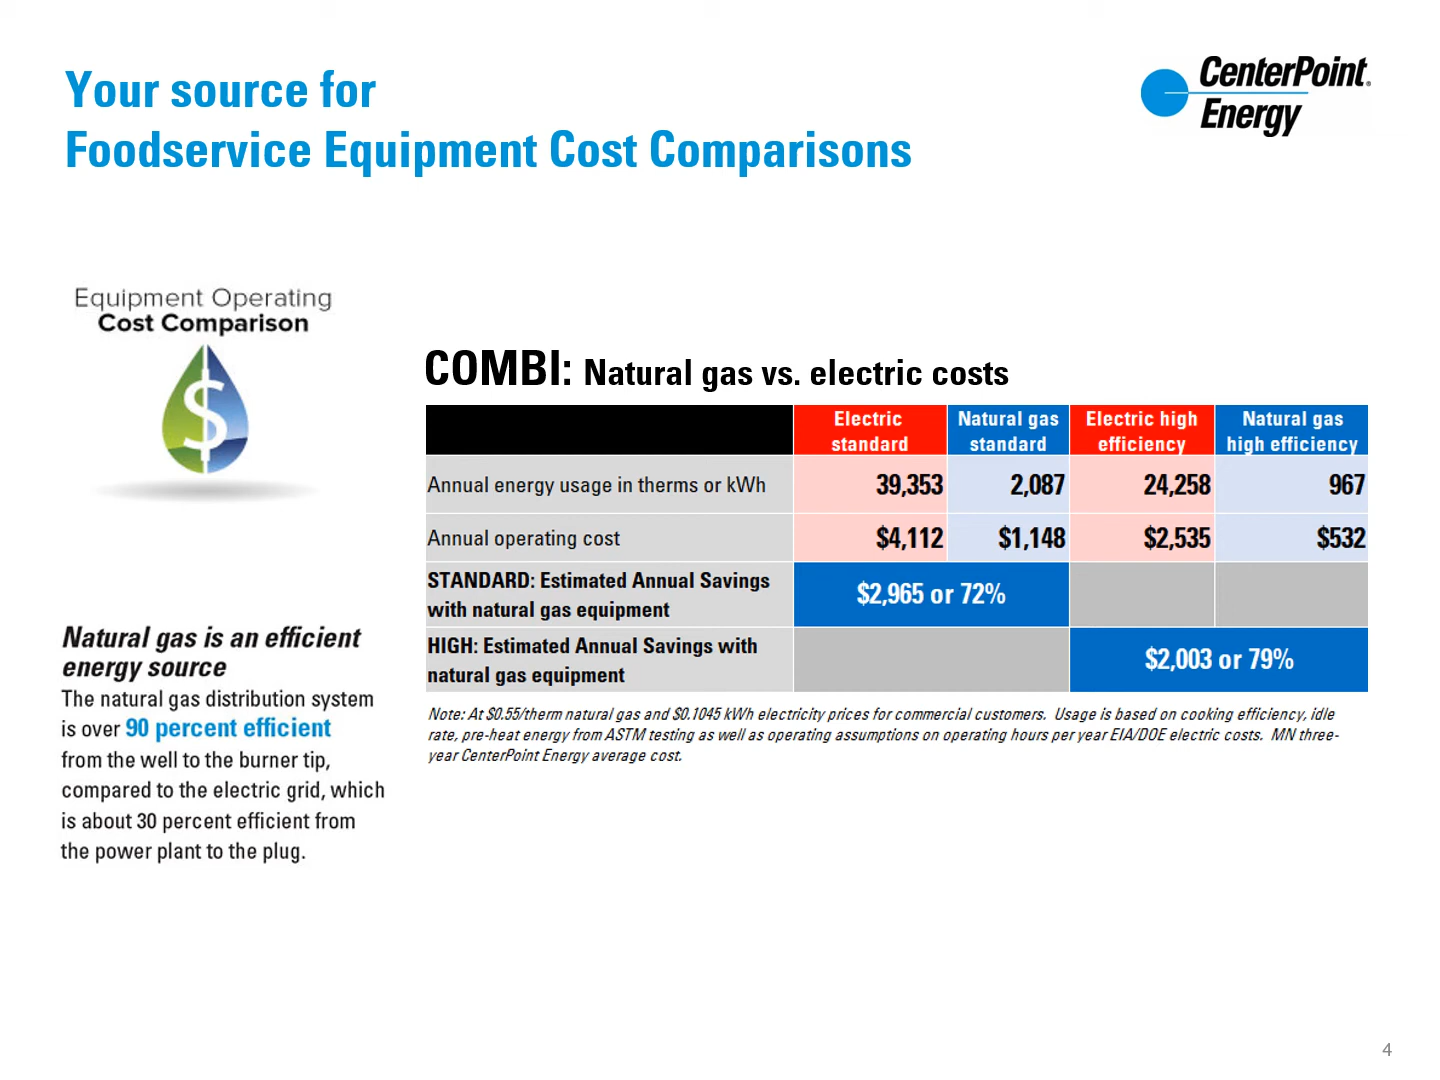 Your source for
Foodservice Equipment Cost Comparisons
CenterPoint.
Energy
Equipment Operating
Cost Comparison
$
COMBI: Natural gas vs. electric costs
Electric standard Natural gas standard Electric high efficiency Natural gas high efficiency
Annual energy usage in therms or kWh 39,353 2,087 24,258 967
Annual operating cost $4,112 $1,148 $2,535 $532
STANDARD: Estimated Annual Savings
with natural gas equipment
$2,965 or 72%
HIGH: Estimated Annual Savings with
natural gas equipment
$2,003 or 79%
Note: At $0.55/therm natural gas and $0.1045 kWh electricity prices for commercial customers. Usage is based on cooking efficiency, idle
rate, pre-heat energy from ASTM testing as well as operating assumptions on operating hours per year EIA/DOE electric costs. MN three-
year CenterPoint Energy average cost.
Natural gas is an efficient
energy source
The natural gas distribution system
is over 90 percent efficient
from the well to the burner tip,
compared to the electric grid, which
is about 30 percent efficient from
the power plant to the plug.
4